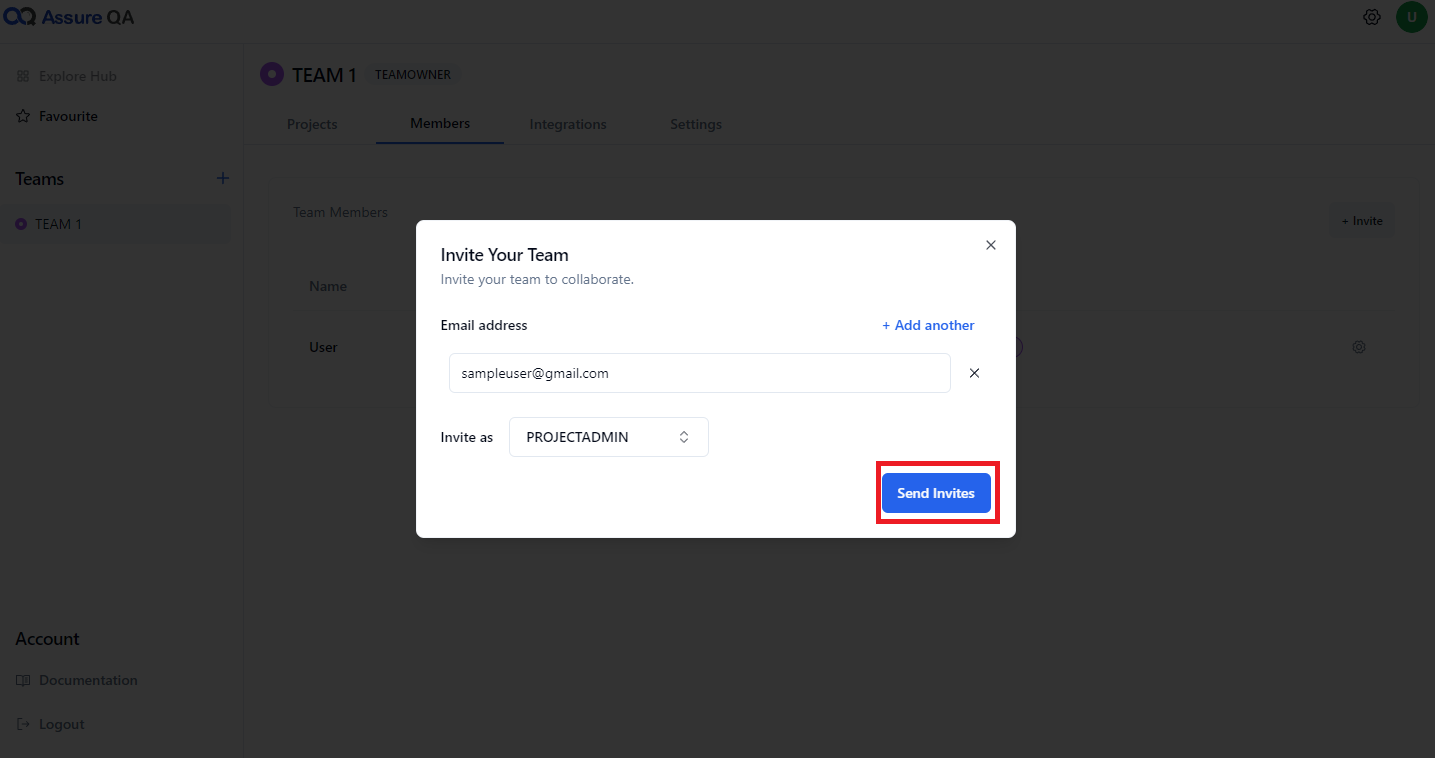 Assure QA
U
Explore Hub
Favourite
Teams
TEAM 1
TEAM 1 TEAMOWNER
Projects Members Integrations Settings
Team Members
+ Invite
Name
User
Invite Your Team
Invite your team to collaborate.
Email address
+ Add another
sampleuser@gmail.com
Invite as PROJECTADMIN
Send Invites
Account
Documentation
Logout